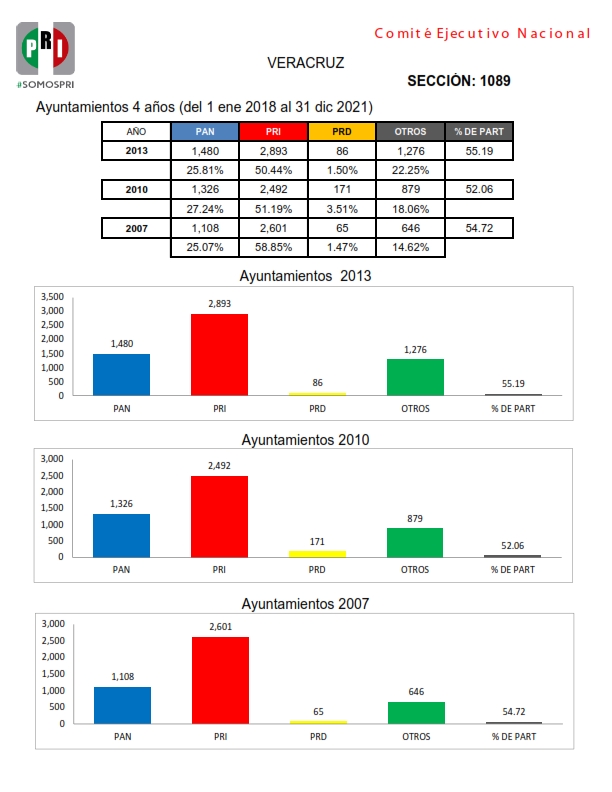 PRI
Comité Ejecutivo Nacional
#SOMOSPRI
VERACRUZ
SECCIÓN: 1089
Ayuntamientos 4 años (del 1 ene 2018 al 31 dic 2021)
AÑO PAN PRI PRD OTROS % DE PART
2013 1,480 2,893 86 1,276 55.19
25.81% 50.44% 1.50% 22.25%
2010 1,326 2,492 171 879 52.06
27.24% 51.19% 3.51% 18.06%
2007 1,108 2,601 65 646 54.72
25.07% 58.85% 1.47% 14.62%
Ayuntamientos 2013
3,500
3,000
2,500
2,000
1,500
1,000
500
0
1,480 2,893 86 1,276 55.19
PAN PRI PRD OTROS % DE PART
Ayuntamientos 2010
3,000
2,500
2,000
1,500
1,000
500
0
1,326 2,492 171 879 52.06
PAN PRI PRD OTROS % DE PART
Ayuntamientos 2007
3,000
2,500
2,000
1,500
1,000
500
0
1,108 2,601 65 646 54.72
PAN PRI PRD OTROS % DE PART